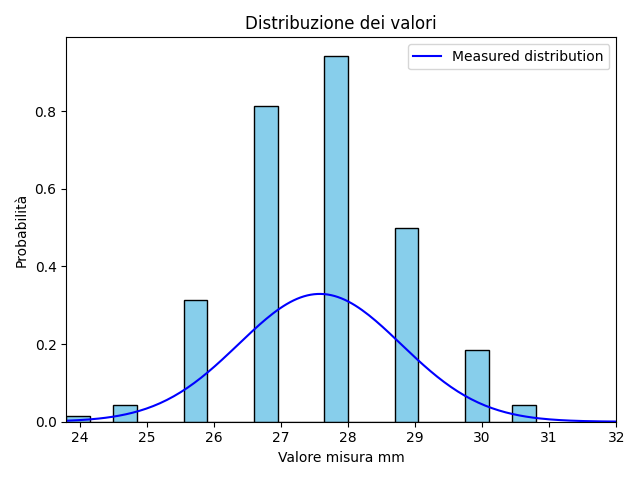 Distribuzione dei valori
Measured distribution
Probabilità
0.8
0.6
0.4
0.2
0.0
24 25 26 27 28 29 30 31 32
Valore misura mm